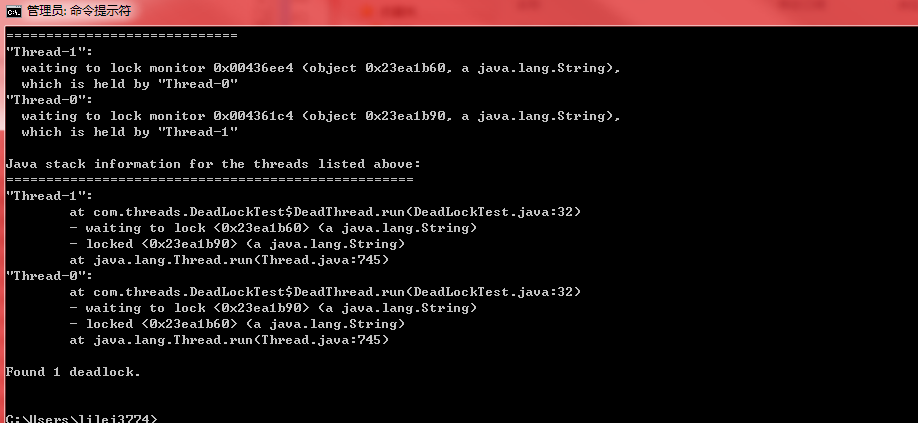 管理员: 命令提示符
=============================
"Thread-1":
  waiting to lock monitor 0x00436ee4 (object 0x23ea1b60, a java.lang.String),
  which is held by "Thread-0"
"Thread-0":
  waiting to lock monitor 0x004361c4 (object 0x23ea1b90, a java.lang.String),
  which is held by "Thread-1"

Java stack information for the threads listed above:
===================================================
"Thread-1":
        at com.threads.DeadLockTest$DeadThread.run(DeadLockTest.java:32)
        - waiting to lock <0x23ea1b60> (a java.lang.String)
        - locked <0x23ea1b90> (a java.lang.String)
        at java.lang.Thread.run(Thread.java:745)
"Thread-0":
        at com.threads.DeadLockTest$DeadThread.run(DeadLockTest.java:32)
        - waiting to lock <0x23ea1b90> (a java.lang.String)
        - locked <0x23ea1b60> (a java.lang.String)
        at java.lang.Thread.run(Thread.java:745)

Found 1 deadlock.

C:\Users\lilei3774>